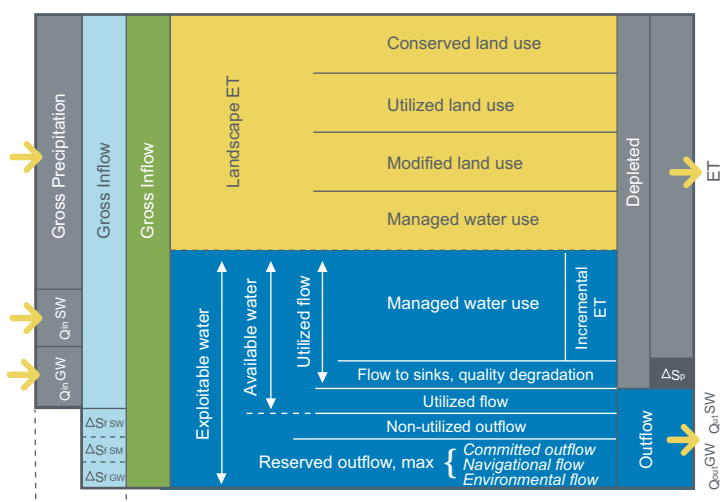 Gross Precipitation
Qin SW
Qin GW
Gross Inflow
ΔSf SW
ΔSf SM
ΔSf GW
Gross Inflow
Landscape ET
Conserved land use
Utilized land use
Modified land use
Managed water use
Exploitable water
Available water
Utilized flow
Managed water use
Incremental
ET
Flow to sinks, quality degradation
Utilized flow
Non-utilized outflow
Reserved outflow, max {
Committed outflow
Navigational flow
Environmental flow
Depleted
ΔSp
Outflow
ET
QoutGW Qut SW